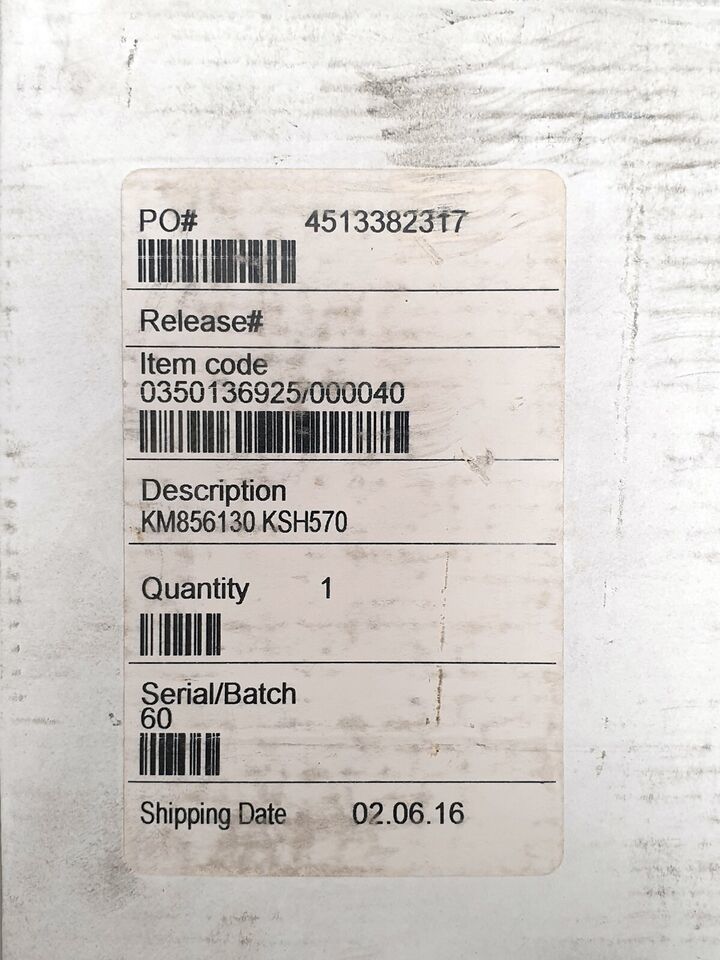 PO# 4513382317
Release#
Item code
0350136925/000040
Description
KM856130 KSH570
Quantity 1
Serial/Batch
60
Shipping Date 02.06.16